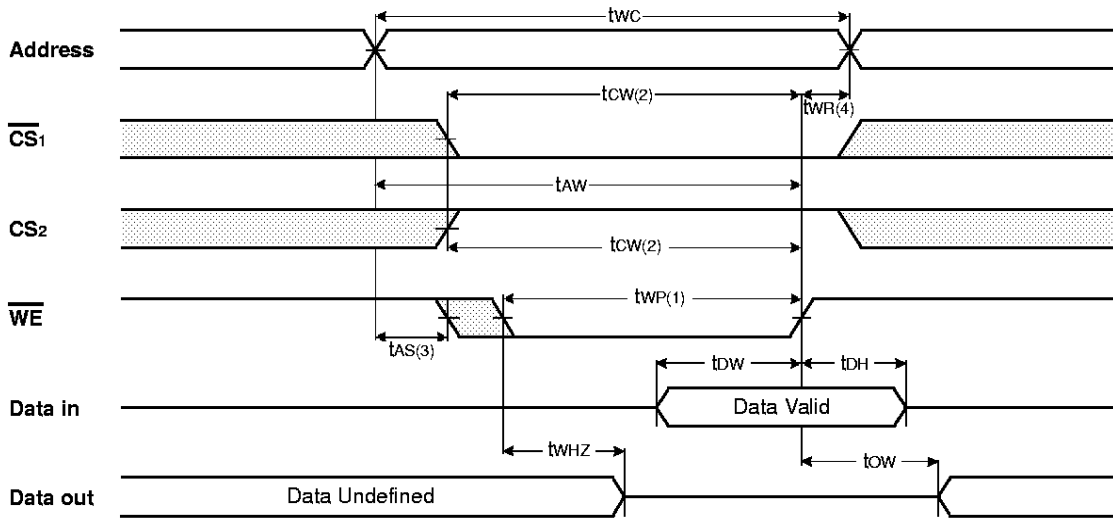 tWC
Address
tCW(2)
tWR(4)
CS1
tAW
CS2
tCW(2)
tWP(1)
WE
tAS(3)
tDW
tDH
Data in
Data Valid
tWHZ
tOW
Data out
Data Undefined